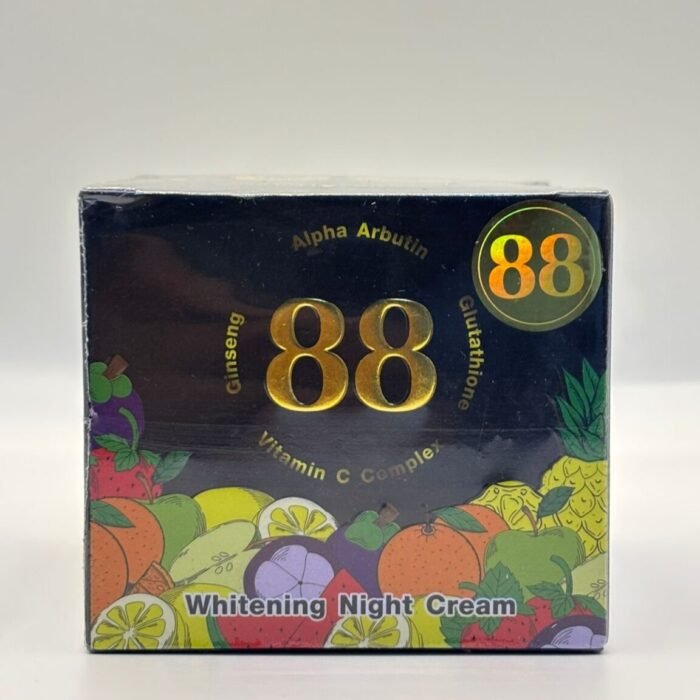 Alpha Arbutin
88
Ginseng
88
Glutathione
Vitamin C Complex
Whitening Night Cream